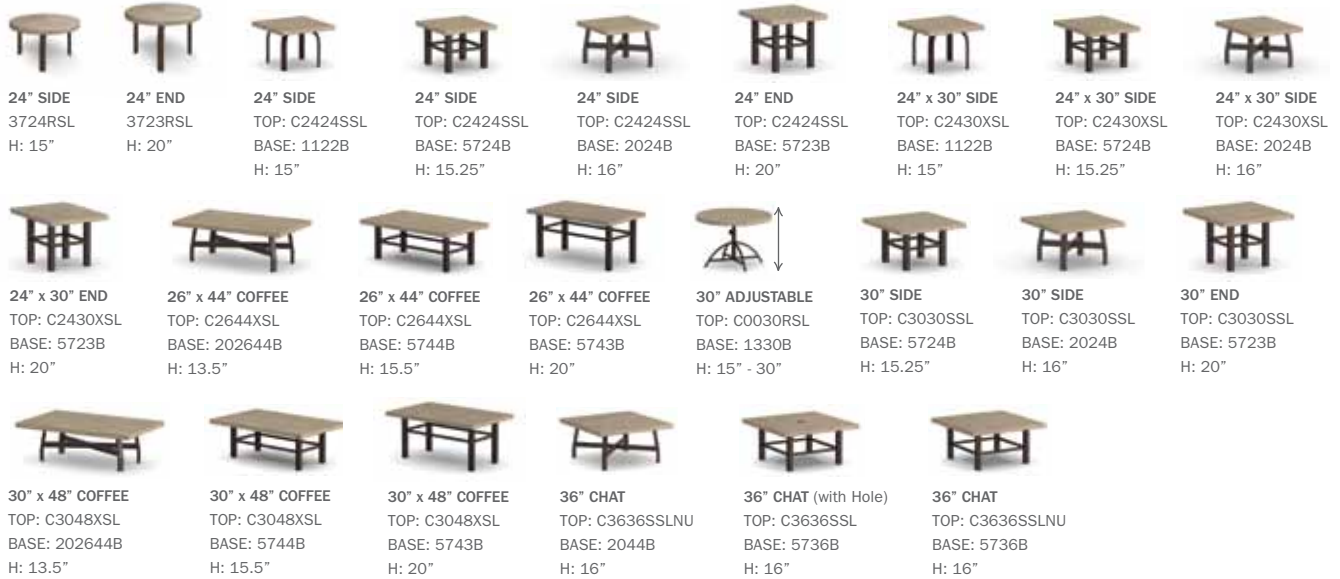 24” SIDE
3724RSL
H: 15”
24” END
3723RSL
H: 20”
24” SIDE
TOP: C2424SSL
BASE: 1122B
H: 15”
24” SIDE
TOP: C2424SSL
BASE: 5724B
H: 15.25”
24” SIDE
TOP: C2424SSL
BASE: 2024B
H: 16”
24” END
TOP: C2424SSL
BASE: 5723B
H: 20”
24” x 30” SIDE
TOP: C2430XSL
BASE: 1122B
H: 15”
24” x 30” SIDE
TOP: C2430XSL
BASE: 5724B
H: 15.25”
24” x 30” SIDE
TOP: C2430XSL
BASE: 2024B
H: 16”
24” x 30” END
TOP: C2430XSL
BASE: 5723B
H: 20”
26” x 44” COFFEE
TOP: C2644XSL
BASE: 202644B
H: 13.5”
26” x 44” COFFEE
TOP: C2644XSL
BASE: 5744B
H: 15.5”
26” x 44” COFFEE
TOP: C2644XSL
BASE: 5743B
H: 20”
30” ADJUSTABLE
TOP: C0030RSL
BASE: 1330B
H: 15” - 30”
30” SIDE
TOP: C3030SSL
BASE: 5724B
H: 15.25”
30” SIDE
TOP: C3030SSL
BASE: 2024B
H: 16”
30” END
TOP: C3030SSL
BASE: 5723B
H: 20”
30” x 48” COFFEE
TOP: C3048XSL
BASE: 202644B
H: 13.5”
30” x 48” COFFEE
TOP: C3048XSL
BASE: 5744B
H: 15.5”
30” x 48” COFFEE
TOP: C3048XSL
BASE: 5743B
H: 20”
36” CHAT
TOP: C3636SSLNU
BASE: 2044B
H: 16”
36” CHAT (with Hole)
TOP: C3636SSL
BASE: 5736B
H: 16”
36” CHAT
TOP: C3636SSLNU
BASE: 5736B
H: 16”